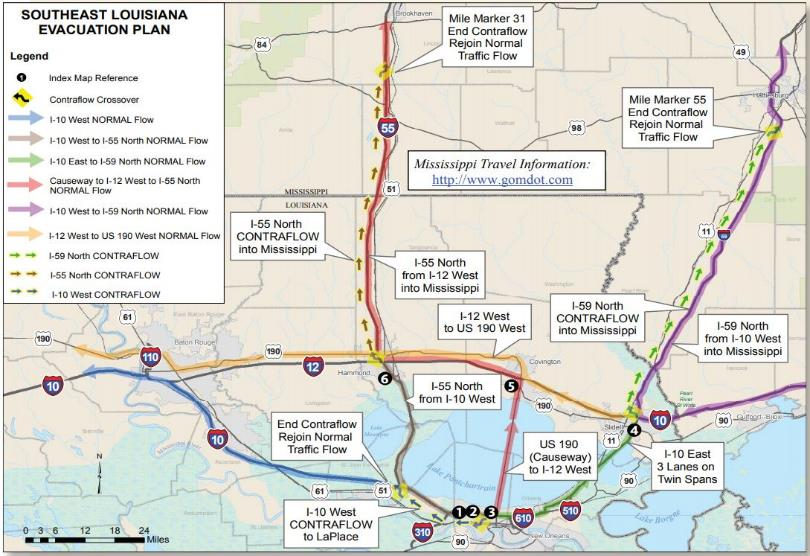 SOUTHEAST LOUISIANA
EVACUATION PLAN
Legend
1
Index Map Reference
Contraflow Crossover
I-10 West NORMAL Flow
I-10 West to I-55 North NORMAL Flow
I-10 East to I-59 North NORMAL Flow
Causeway to I-12 West to I-55 North
NORMAL Flow
I-10 West to I-59 North NORMAL Flow
I-12 West to US 190 West NORMAL Flow
I-59 North CONTRAFLOW
I-55 North CONTRAFLOW
I-10 West CONTRAFLOW
Brookhaven
84
Mile Marker 31
End Contraflow
Rejoin Normal
Traffic Flow
49
Hattiesburg
Mile Marker 55
End Contraflow
Rejoin Normal
Traffic Flow
55
98
Mississippi Travel Information:
http://www.gomdot.com
51
MISSISSIPPI
LOUISIANA
I-55 North
CONTRAFLOW
into Mississippi
11
I-55 North
from I-12 West
into Mississippi
I-59 North
CONTRAFLOW
into Mississippi
I-12 West
to US 190 West
I-59 North
from I-10 West
into Mississippi
61
190
Baton Rouge
110
190
12
Hammond
6
Covington
5
10
I-55 North
from I-10 West
190
Slidell
4
10
90
11
End Contraflow
Rejoin Normal
Traffic Flow
10
US 190
(Causeway)
to I-12 West
I-10 East
3 Lanes on
Twin Spans
Lake Pontchartrain
90
61
51
I-10 West
CONTRAFLOW
to LaPlace
1
2
3
310
90
610
510
New Orleans
Lake Borgne
N
0 3 6 12 18 24
Miles